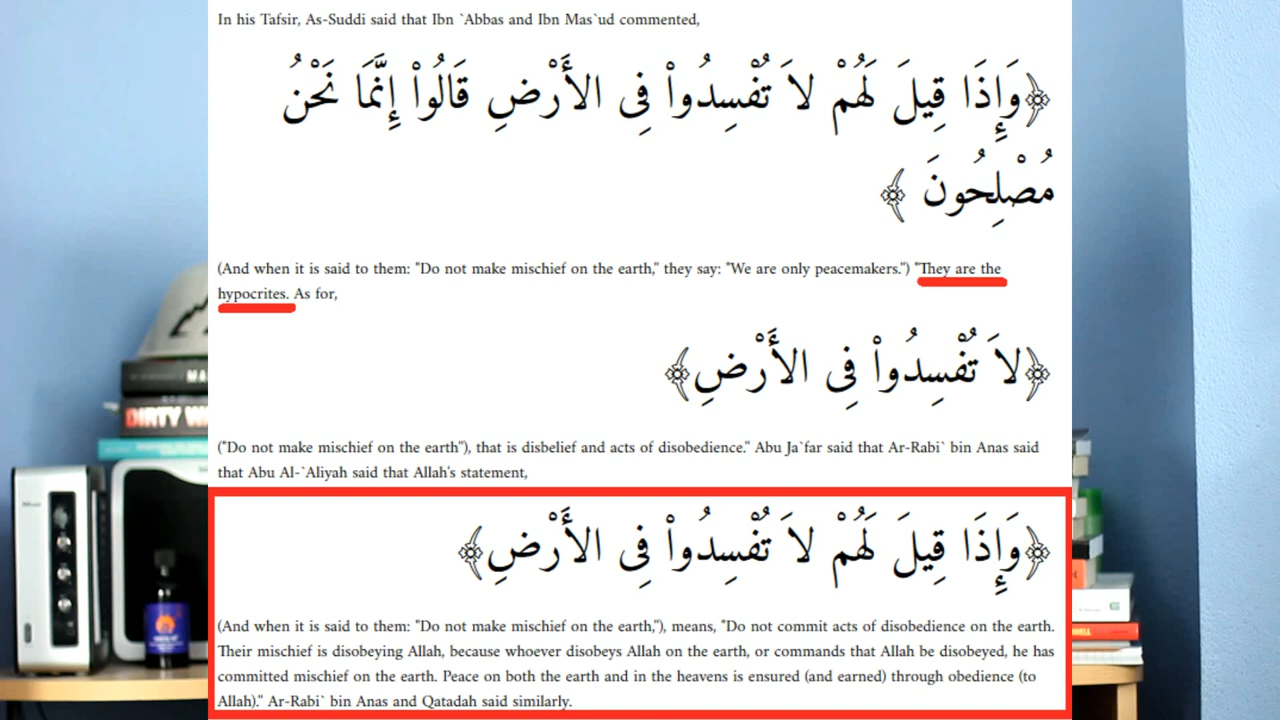 In his Tafsir, As-Suddi said that Ibn `Abbas and Ibn Mas`ud commented,
﴿وَإِذَا قِيلَ لَهُمْ لاَ تُفْسِدُواْ فِى الأَرْضِ قَالُواْ إِنَّمَا نَحْنُ
مُصْلِحُونَ ﴾
(And when it is said to them: "Do not make mischief on the earth," they say: "We are only peacemakers.") "They are the
hypocrites. As for,
﴿لاَ تُفْسِدُواْ فِى الأَرْضِ﴾
("Do not make mischief on the earth"), that is disbelief and acts of disobedience." Abu Ja`far said that Ar-Rabi` bin Anas said
that Abu Al-`Aliyah said that Allah's statement,
﴿وَإِذَا قِيلَ لَهُمْ لاَ تُفْسِدُواْ فِى الأَرْضِ﴾
(And when it is said to them: "Do not make mischief on the earth,"), means, "Do not commit acts of disobedience on the earth.
Their mischief is disobeying Allah, because whoever disobeys Allah on the earth, or commands that Allah be disobeyed, he has
committed mischief on the earth. Peace on both the earth and in the heavens is ensured (and earned) through obedience (to
Allah)." Ar-Rabi` bin Anas and Qatadah said similarly.
DIRTY